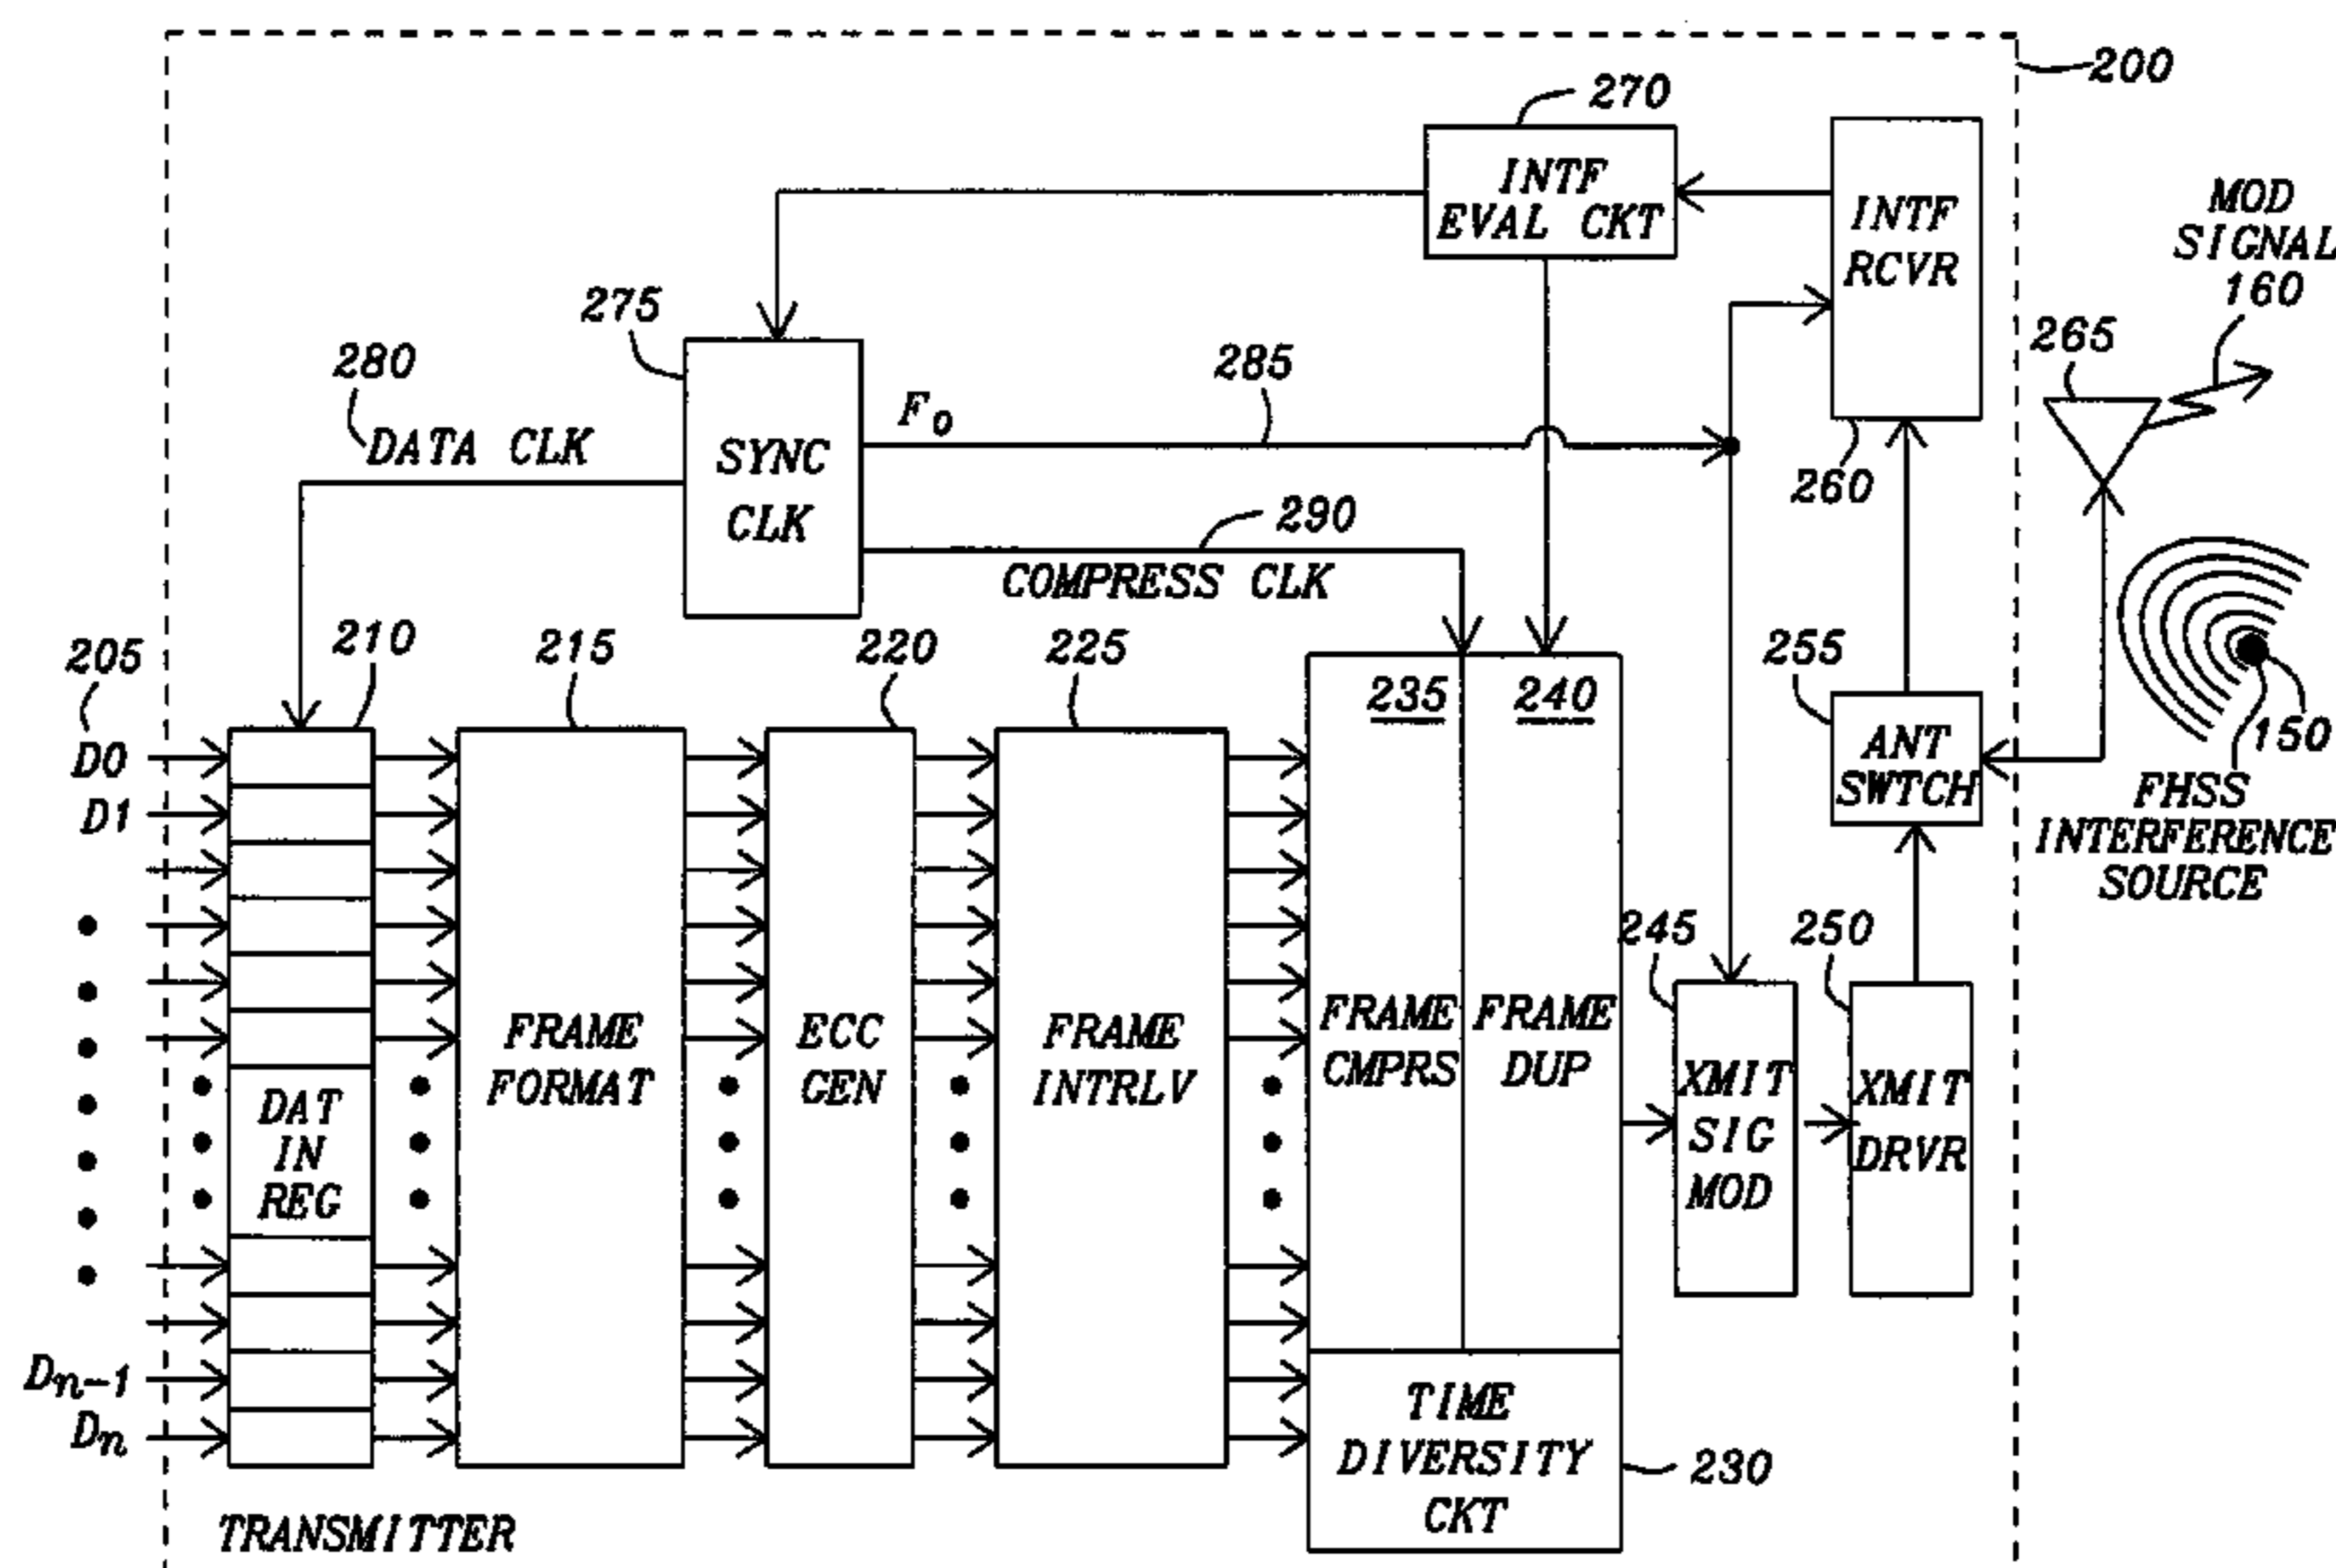 200
270
INTF
EVAL CKT
INTF
RCVR
MOD
SIGNAL
160
265
275
280
DATA CLK
F0
285
SYNC
CLK
260
290
COMPRESS CLK
205
210
215
220
225
235
240
255
150
D0
D1
ANT
SWTCH
FHSS
INTERFERENCE
SOURCE
245
250
FRAME
FORMAT
ECC
GEN
FRAME
INTRLV
FRAME
CMPRS
FRAME
DUP
DAT
IN
REG
XMIT
SIG
MOD
XMIT
DRVR
Dn-1
Dn
TIME
DIVERSITY
CKT
230
TRANSMITTER